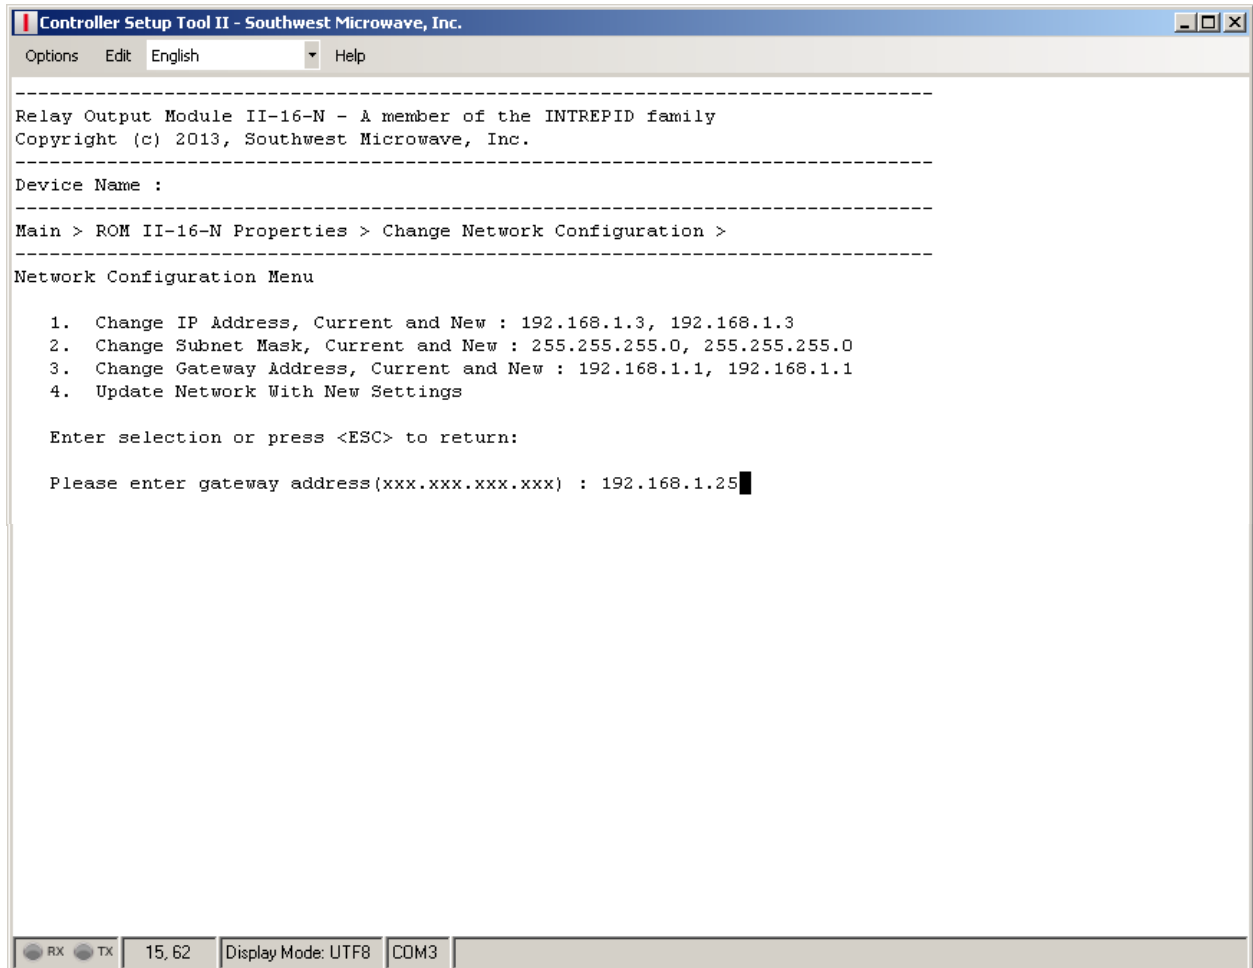 Controller Setup Tool II - Southwest Microwave, Inc.
Options Edit English Help
--------------------------------------------------------------------------------
Relay Output Module II-16-N - A member of the INTREPID family
Copyright (c) 2013, Southwest Microwave, Inc.
--------------------------------------------------------------------------------
Device Name :
--------------------------------------------------------------------------------
Main > ROM II-16-N Properties > Change Network Configuration >
--------------------------------------------------------------------------------
Network Configuration Menu
1. Change IP Address, Current and New : 192.168.1.3, 192.168.1.3
2. Change Subnet Mask, Current and New : 255.255.255.0, 255.255.255.0
3. Change Gateway Address, Current and New : 192.168.1.1, 192.168.1.1
4. Update Network With New Settings
Enter selection or press <ESC> to return:
Please enter gateway address(xxx.xxx.xxx.xxx) : 192.168.1.25
RX TX 15, 62 Display Mode: UTF8 COM3